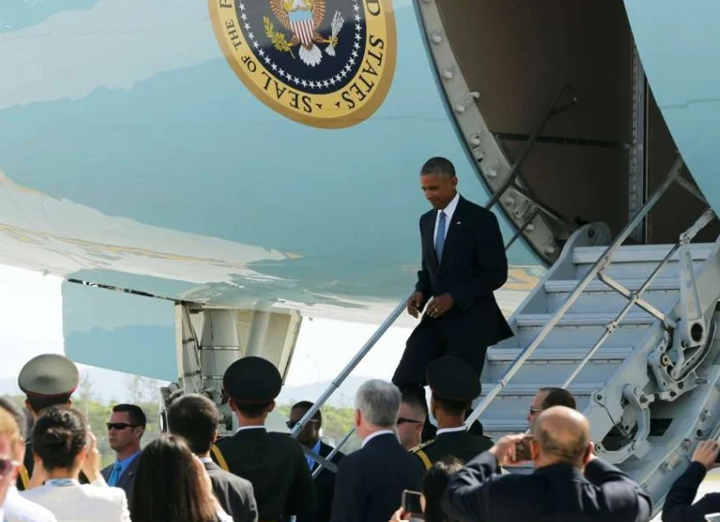 SEAL OF THE
STATES